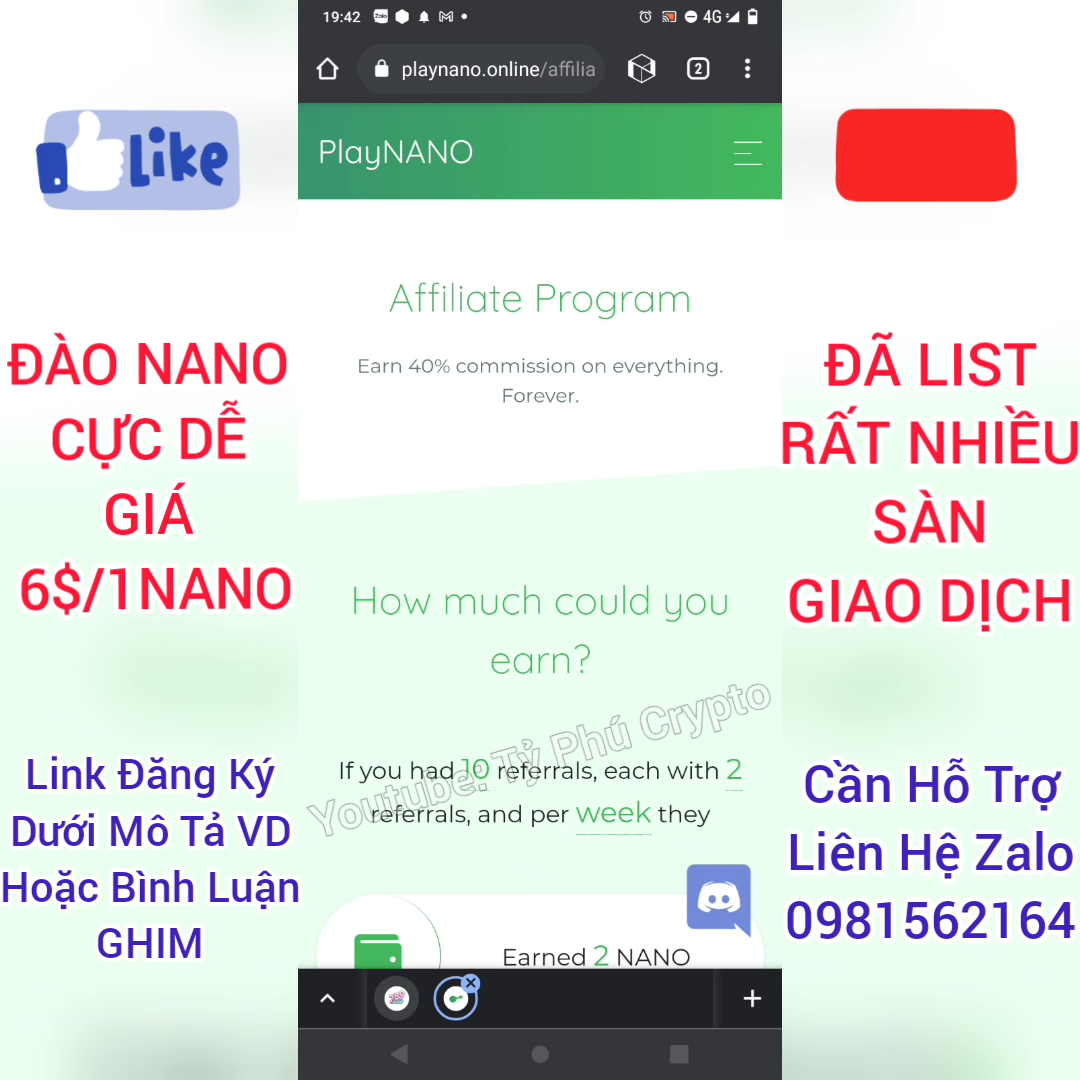 19:42
Zalo
4G
playnano.online/affilia
2
PlayNANO
Like
Affiliate Program
Earn 40% commission on everything.
Forever.
ĐÀO NANO
CỰC DỄ
GIÁ
6$/1NANO
ĐÃ LIST
RẤT NHIỀU
SÀN
GIAO DỊCH
How much could you
earn?
Youtube: Tỷ Phú Crypto
If you had 10 referrals, each with 2
referrals, and per week they
Link Đăng Ký
Dưới Mô Tả VD
Hoặc Bình Luận
GHIM
Cần Hỗ Trợ
Liên Hệ Zalo
0981562164
Earned 2 NANO